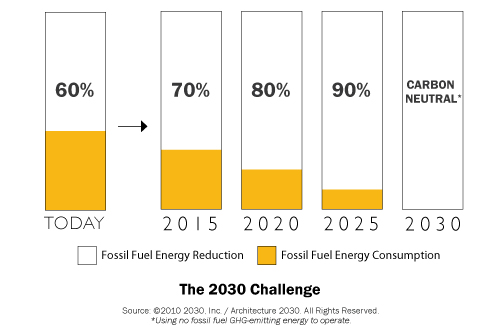 60%
70%
80%
90%
CARBON
NEUTRAL*
TODAY
2015
2020
2025
2030
Fossil Fuel Energy Reduction
Fossil Fuel Energy Consumption
The 2030 Challenge
Source: ©2010 2030, Inc. / Architecture 2030. All Rights Reserved.
*Using no fossil fuel GHG-emitting energy to operate.